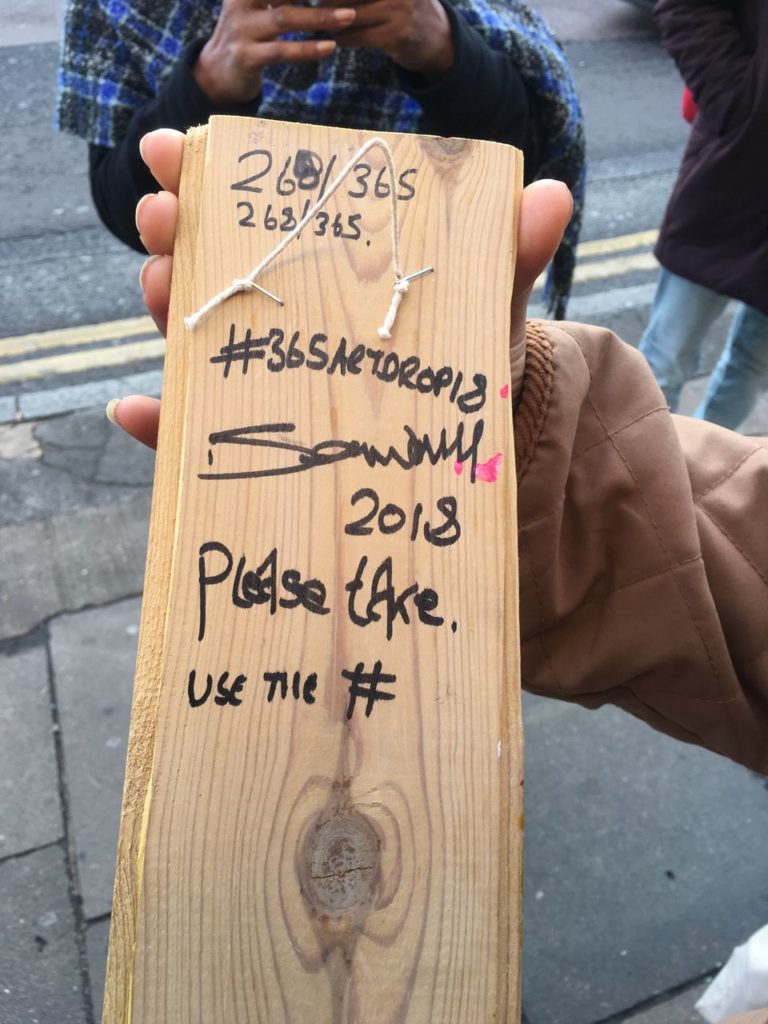 268/365
268/365.
#365ARTDROP18
2018
Please take.
USE THE #